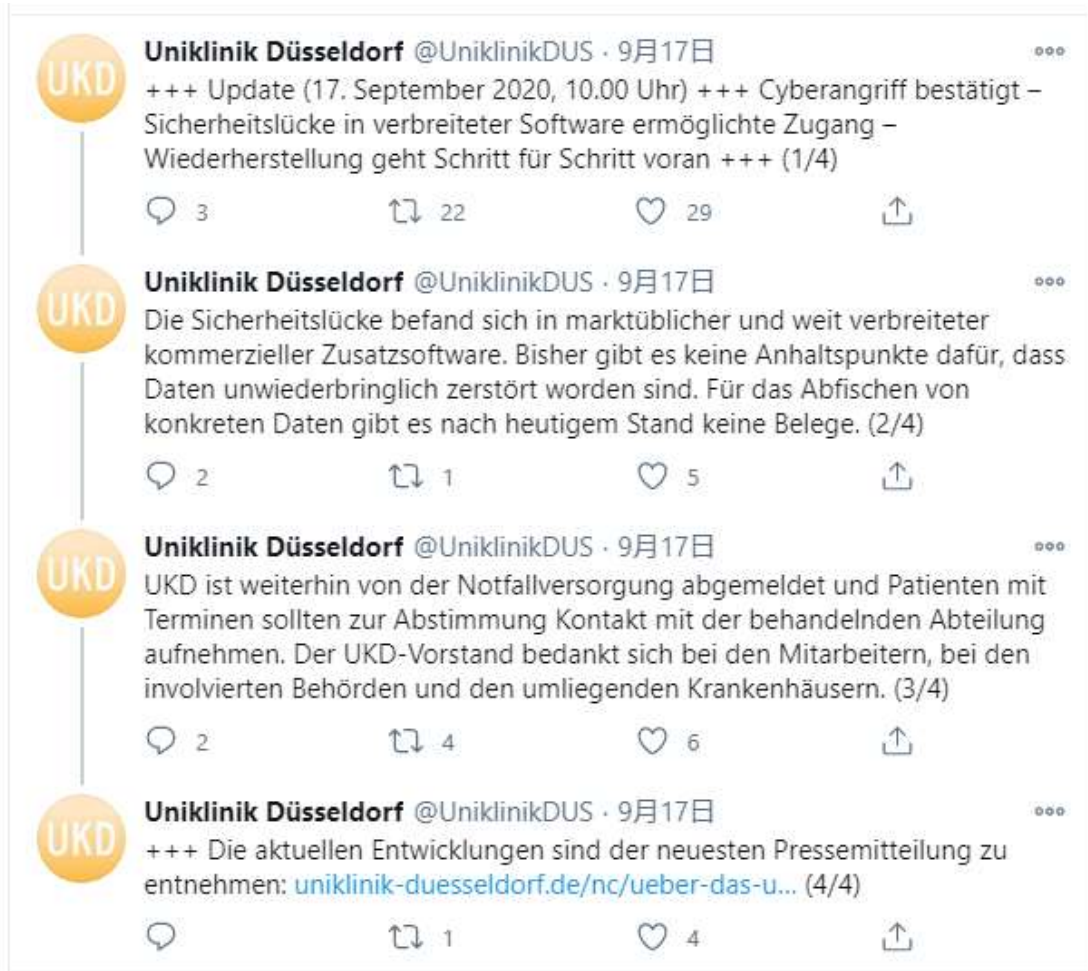 UKD
Uniklinik Düsseldorf @UniklinikDUS · 9月17日
+++ Update (17. September 2020, 10.00 Uhr) +++ Cyberangriff bestätigt –
Sicherheitslücke in verbreiteter Software ermöglichte Zugang –
Wiederherstellung geht Schritt für Schritt voran +++ (1/4)
3 22 29
UKD
Uniklinik Düsseldorf @UniklinikDUS · 9月17日
Die Sicherheitslücke befand sich in marktüblicher und weit verbreiteter
kommerzieller Zusatzsoftware. Bisher gibt es keine Anhaltspunkte dafür, dass
Daten unwiederbringlich zerstört worden sind. Für das Abfischen von
konkreten Daten gibt es nach heutigem Stand keine Belege. (2/4)
2 1 5
UKD
Uniklinik Düsseldorf @UniklinikDUS · 9月17日
UKD ist weiterhin von der Notfallversorgung abgemeldet und Patienten mit
Terminen sollten zur Abstimmung Kontakt mit der behandelnden Abteilung
aufnehmen. Der UKD-Vorstand bedankt sich bei den Mitarbeitern, bei den
involvierten Behörden und den umliegenden Krankenhäusern. (3/4)
2 4 6
UKD
Uniklinik Düsseldorf @UniklinikDUS · 9月17日
+++ Die aktuellen Entwicklungen sind der neuesten Pressemitteilung zu
entnehmen: uniklinik-duesseldorf.de/nc/ueber-das-u... (4/4)
1 4